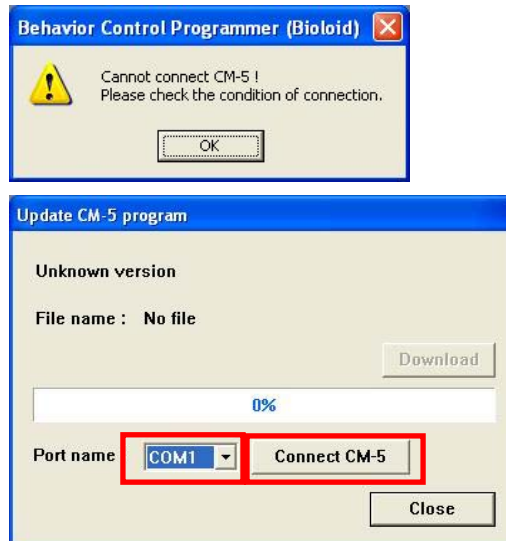 Behavior Control Programmer (Bioloid)
Cannot connect CM-5 !
Please check the condition of connection.
OK
Update CM-5 program
Unknown version
File name : No file
Download
0%
Port name COM1 Connect CM-5
Close